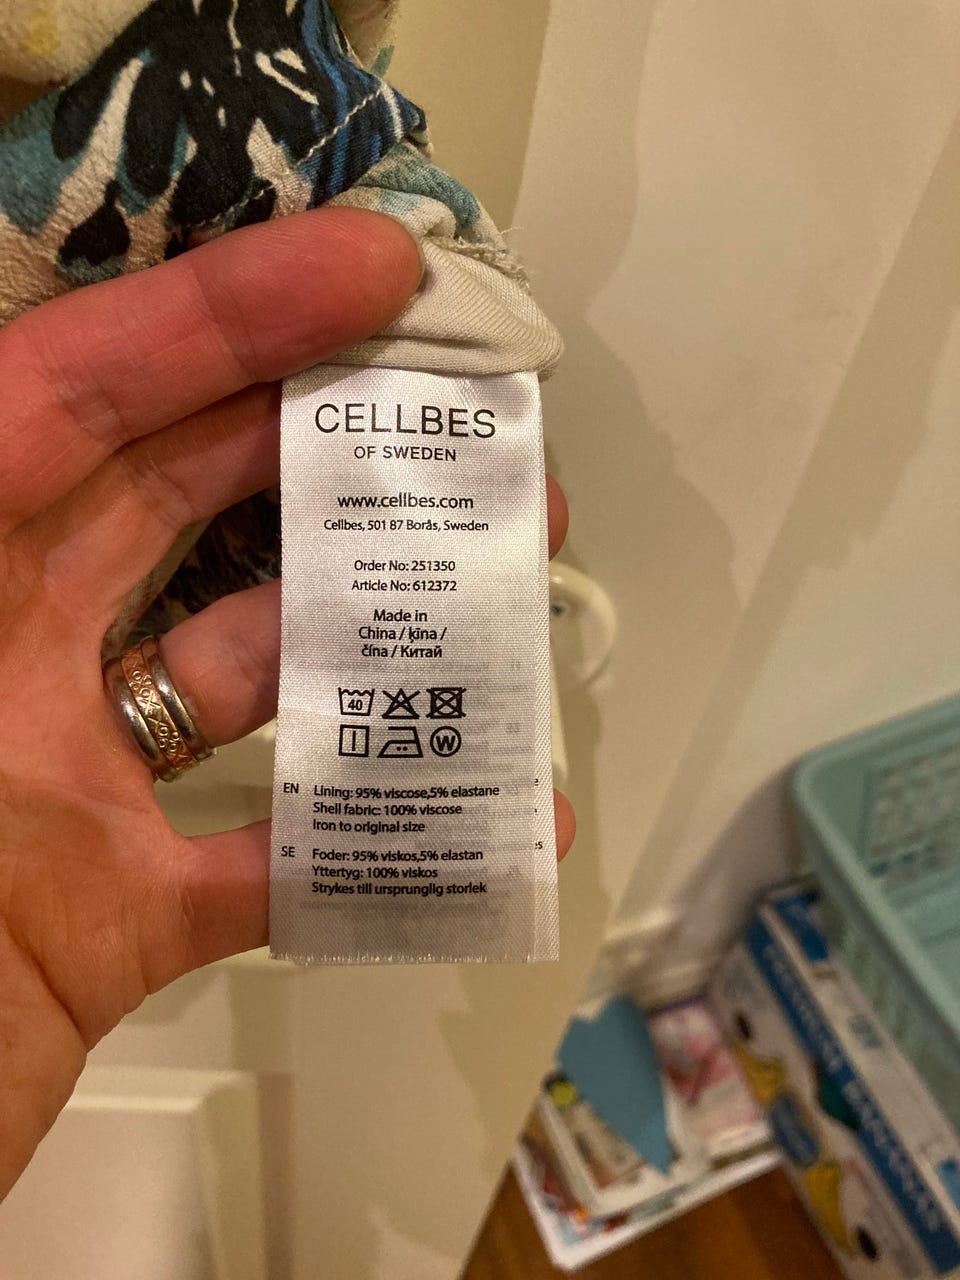 CELLBES
OF SWEDEN
www.cellbes.com
Cellbes, 501 87 Borås, Sweden
Order No: 251350
Article No: 612372
Made in
China / ķīna /
čína / Китай
40
W
EN Lining: 95% viscose,5% elastane
Shell fabric: 100% viscose
Iron to original size
SE Foder: 95% viskos,5% elastan
Yttertyg: 100% viskos
Strykes till ursprunglig storlek